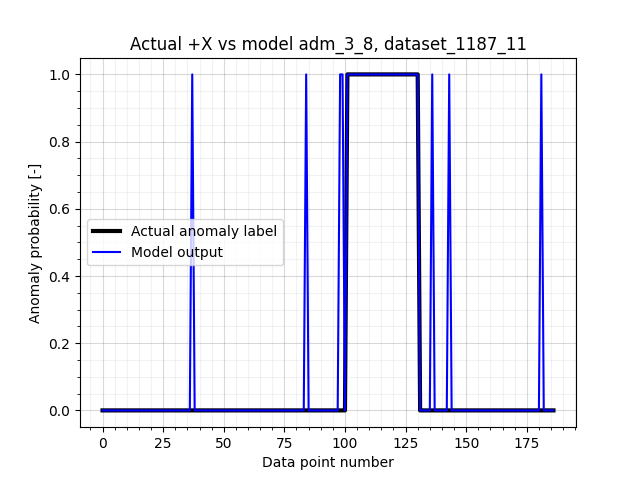 Actual +X vs model adm_3_8, dataset_1187_11
Anomaly probability [-]
1.0
0.8
0.6
0.4
0.2
0.0
Actual anomaly label
Model output
0 25 50 75 100 125 150 175
Data point number